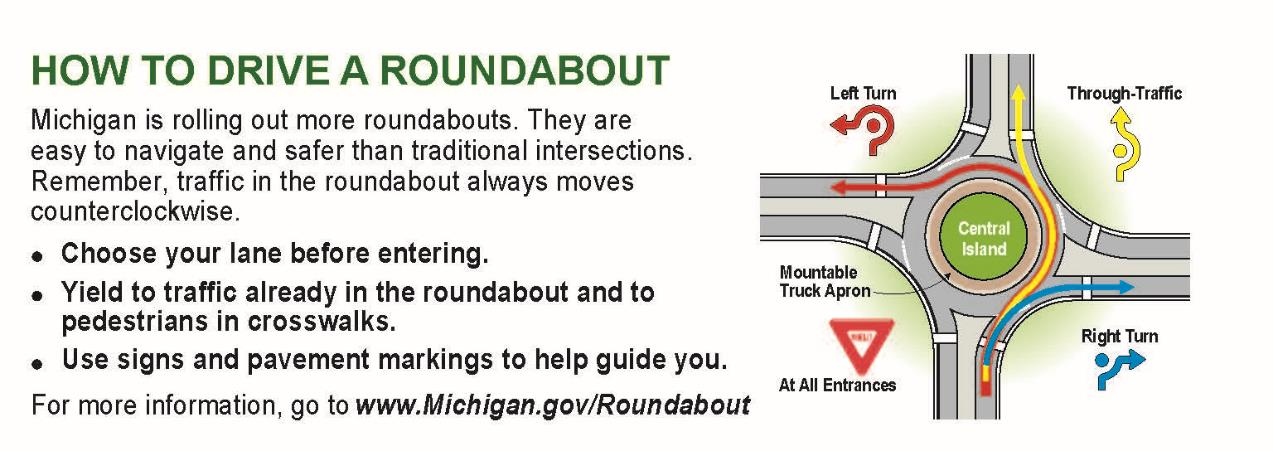 HOW TO DRIVE A ROUNDABOUT
Michigan is rolling out more roundabouts. They are
easy to navigate and safer than traditional intersections.
Remember, traffic in the roundabout always moves
counterclockwise.
• Choose your lane before entering.
• Yield to traffic already in the roundabout and to
pedestrians in crosswalks.
• Use signs and pavement markings to help guide you.
For more information, go to www.Michigan.gov/Roundabout
Left Turn
Through-Traffic
Central
Island
Mountable
Truck Apron
YIELD
At All Entrances
Right Turn